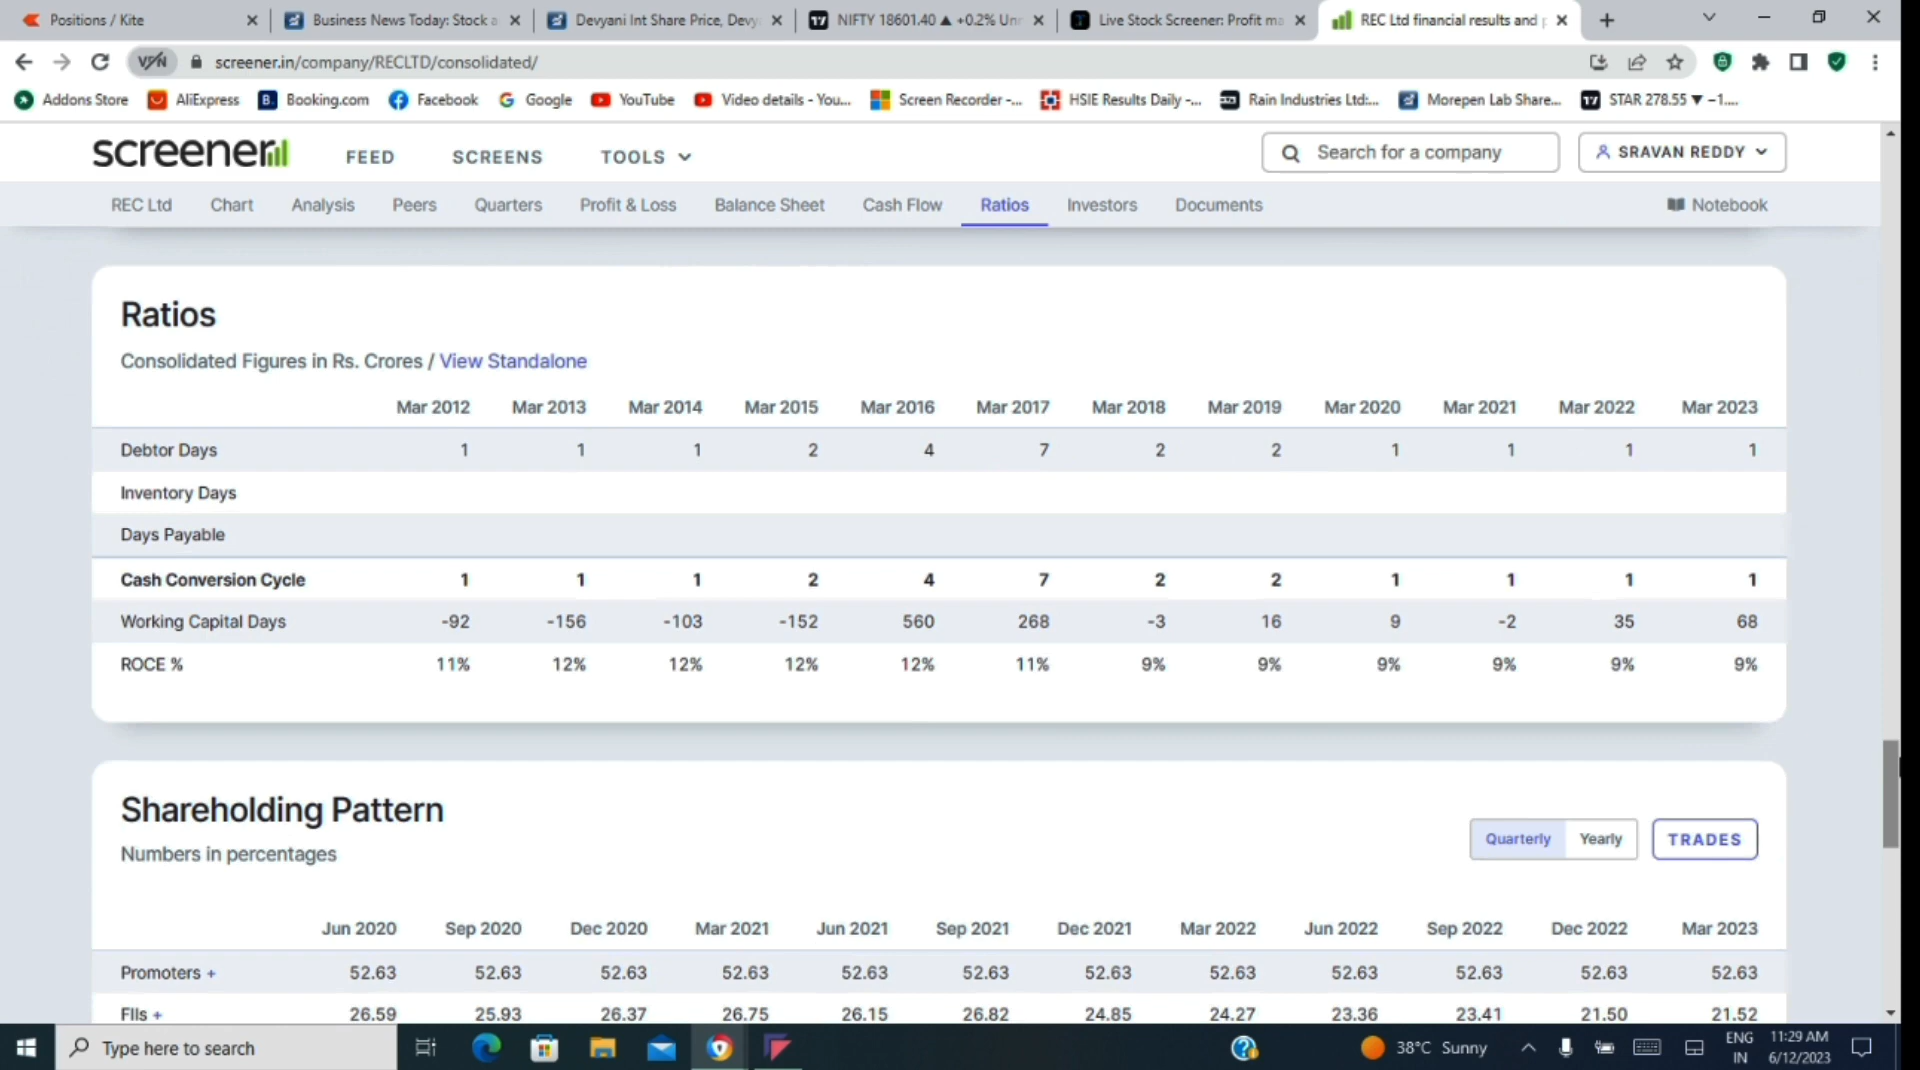 Positions / Kite
Business News Today: Stock a
Devyani Int Share Price, Devy
NIFTY 18601.40 ▲ +0.2% Unn
Live Stock Screener: Profit ma
REC Ltd financial results and p
VPN screener.in/company/RECLTD/consolidated/
Addons Store AliExpress Booking.com Facebook Google YouTube Video details - You... Screen Recorder -... HSIE Results Daily -... Rain Industries Ltd:... Morepen Lab Share... STAR 278.55 ▼ −1....
screener FEED SCREENS TOOLS Search for a company SRAVAN REDDY
REC Ltd Chart Analysis Peers Quarters Profit & Loss Balance Sheet Cash Flow Ratios Investors Documents Notebook
Ratios
Consolidated Figures in Rs. Crores / View Standalone
Mar 2012 Mar 2013 Mar 2014 Mar 2015 Mar 2016 Mar 2017 Mar 2018 Mar 2019 Mar 2020 Mar 2021 Mar 2022 Mar 2023
Debtor Days 1 1 1 2 4 7 2 2 1 1 1 1
Inventory Days
Days Payable
Cash Conversion Cycle 1 1 1 2 4 7 2 2 1 1 1 1
Working Capital Days -92 -156 -103 -152 560 268 -3 16 9 -2 35 68
ROCE % 11% 12% 12% 12% 12% 11% 9% 9% 9% 9% 9% 9%
Shareholding Pattern
Numbers in percentages
Quarterly Yearly TRADES
Jun 2020 Sep 2020 Dec 2020 Mar 2021 Jun 2021 Sep 2021 Dec 2021 Mar 2022 Jun 2022 Sep 2022 Dec 2022 Mar 2023
Promoters + 52.63 52.63 52.63 52.63 52.63 52.63 52.63 52.63 52.63 52.63 52.63 52.63
FIIs + 26.59 25.93 26.37 26.75 26.15 26.82 24.85 24.27 23.36 23.41 21.50 21.52
Type here to search
38°C Sunny
ENG
IN
11:29 AM
6/12/2023